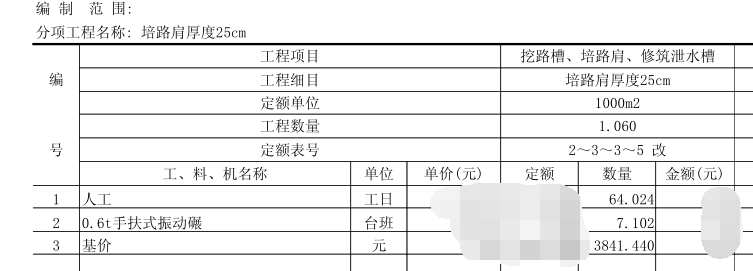 编 制 范 围:
分项工程名称: 培路肩厚度25cm
编号 工程项目 挖路槽、培路肩、修筑泄水槽
工程细目 培路肩厚度25cm
定额单位 1000m2
工程数量 1.060
定额表号 2～3～3～5 改
工、料、机名称 单位 单价(元) 定额 数量 金额(元)
1 人工 工日 64.024
2 0.6t手扶式振动碾 台班 7.102
3 基价 元 3841.440